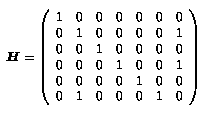 H =
1 0 0 0 0 0 0
0 1 0 0 0 0 1
0 0 1 0 0 0 0
0 0 0 1 0 0 1
0 0 0 0 1 0 0
0 1 0 0 0 1 0